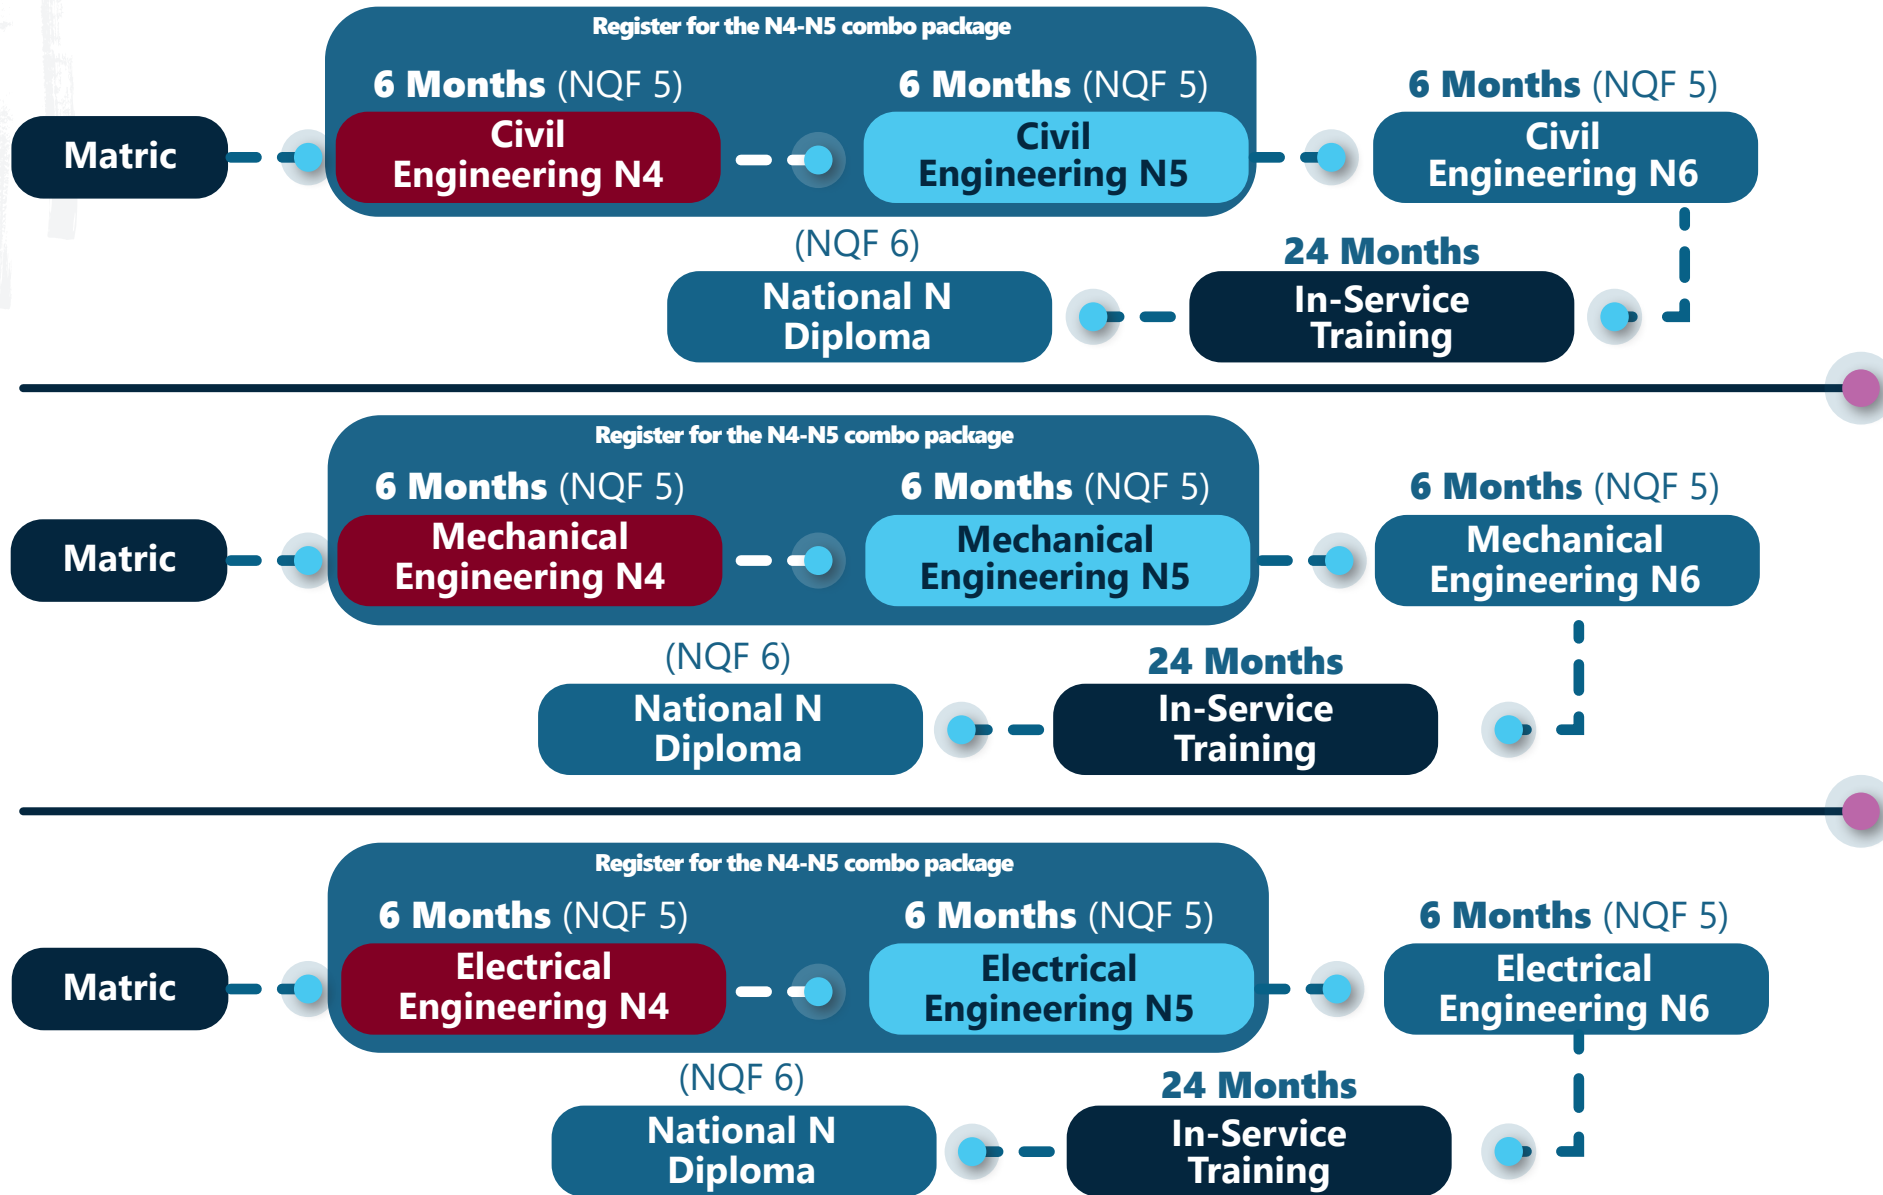 Register for the N4-N5 combo package
6 Months (NQF 5)
6 Months (NQF 5)
6 Months (NQF 5)
Matric
Civil
Engineering N4
Civil
Engineering N5
Civil
Engineering N6
(NQF 6)
National N
Diploma
24 Months
In-Service
Training
Register for the N4-N5 combo package
6 Months (NQF 5)
6 Months (NQF 5)
6 Months (NQF 5)
Matric
Mechanical
Engineering N4
Mechanical
Engineering N5
Mechanical
Engineering N6
(NQF 6)
National N
Diploma
24 Months
In-Service
Training
Register for the N4-N5 combo package
6 Months (NQF 5)
6 Months (NQF 5)
6 Months (NQF 5)
Matric
Electrical
Engineering N4
Electrical
Engineering N5
Electrical
Engineering N6
(NQF 6)
National N
Diploma
24 Months
In-Service
Training